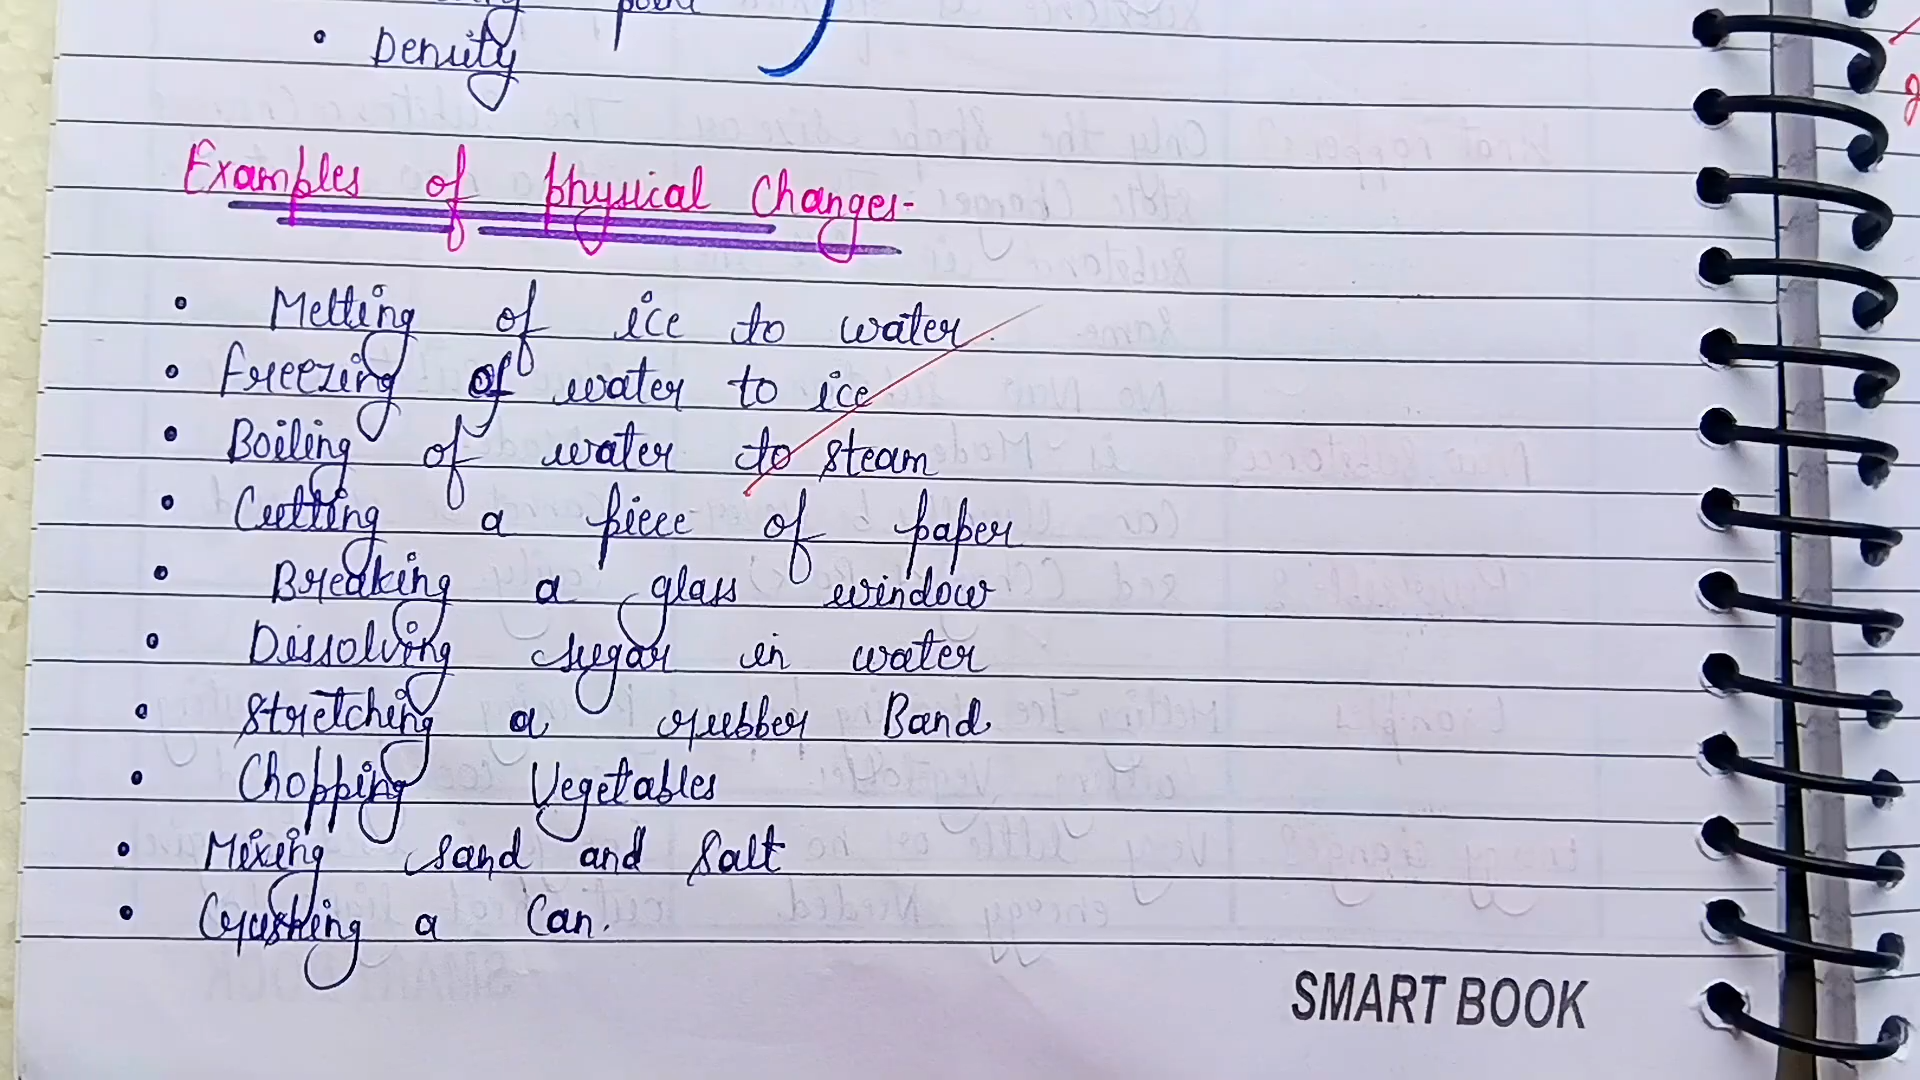 point
• Density
Examples of physical Changes-
• Melting of ice to water.
• Freezing of water to ice
• Boiling of water to steam
• Cutting a piece of paper
• Breaking a glass window
• Dissolving sugar in water
• Stretching a rubber Band.
• Chopping Vegetables
• Mixing sand and salt
• Crushing a Can.
SMART BOOK